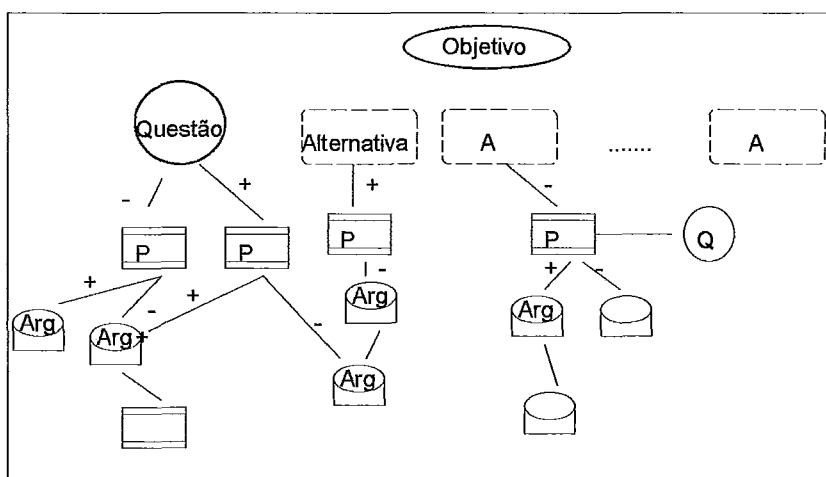 Objetivo
Questão
Alternativa
A
.......
A
- + + -
P
P
P
P
Q
+ - + - + -
Arg
Arg+
-
Arg
Arg
Arg